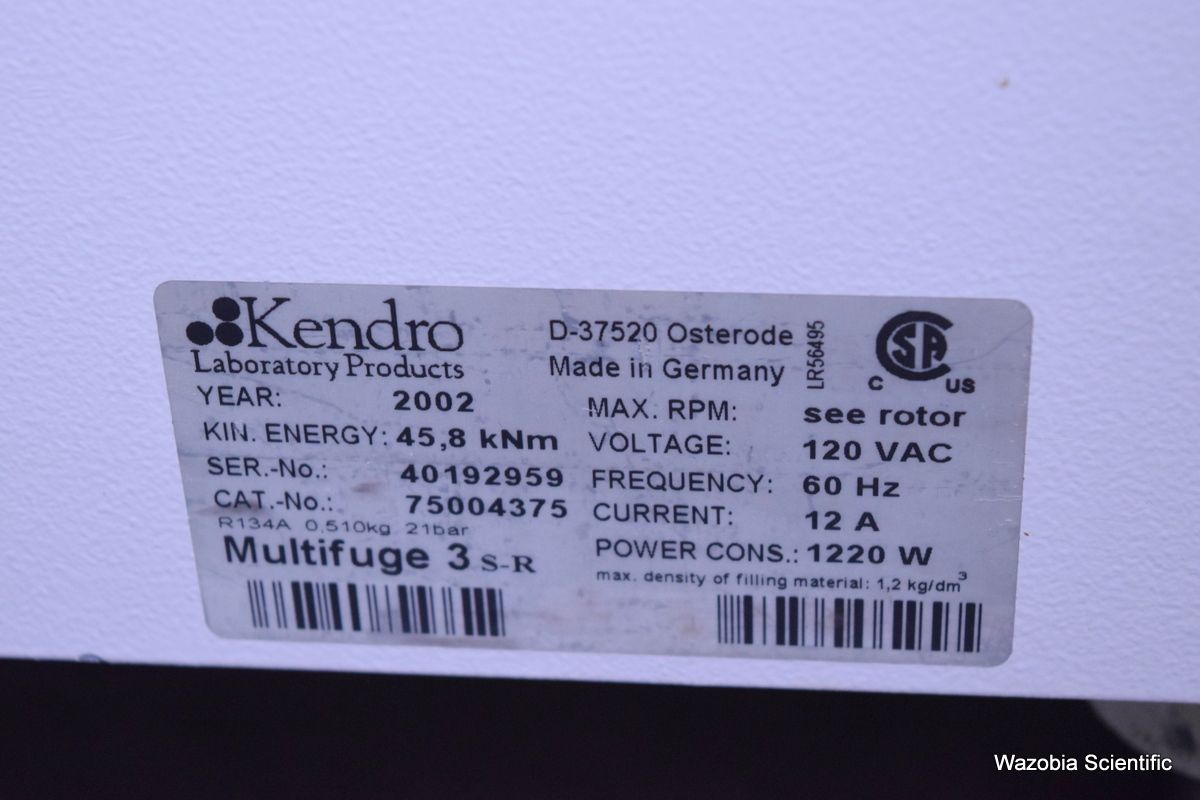 Kendro
Laboratory Products
D-37520 Osterode
Made in Germany
LR56495
CSA
C US
YEAR: 2002
KIN. ENERGY: 45,8 kNm
SER.-No.: 40192959
CAT.-No.: 75004375
R134A 0,510kg 21bar
Multifuge 3 S-R
MAX. RPM: see rotor
VOLTAGE: 120 VAC
FREQUENCY: 60 Hz
CURRENT: 12 A
POWER CONS.: 1220 W
max. density of filling material: 1,2 kg/dm³
Wazobia Scientific